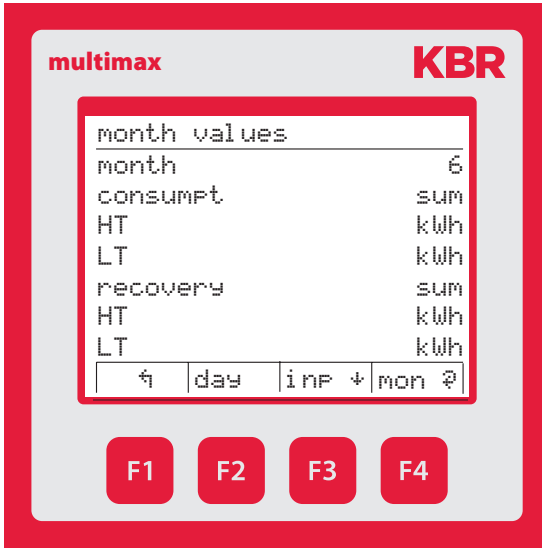 multimax KBR
month values
month 6
consumpt sum
HT kWh
LT kWh
recovery sum
HT kWh
LT kWh
↰ day inp ↓ mon ↻
F1 F2 F3 F4